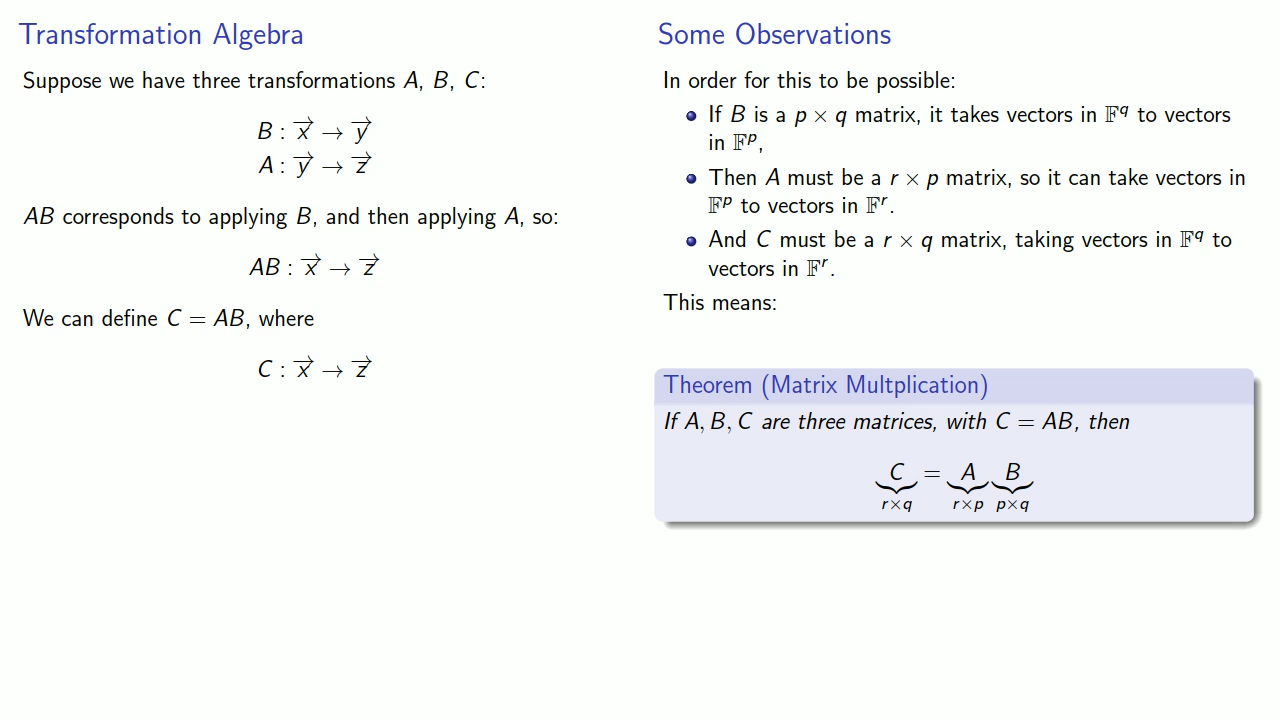 Transformation Algebra
Suppose we have three transformations A, B, C:
B : x⃗ → y⃗
A : y⃗ → z⃗
AB corresponds to applying B, and then applying A, so:
AB : x⃗ → z⃗
We can define C = AB, where
C : x⃗ → z⃗
Some Observations
In order for this to be possible:
• If B is a p × q matrix, it takes vectors in 𝔽^q to vectors
in 𝔽^p,
• Then A must be a r × p matrix, so it can take vectors in
𝔽^p to vectors in 𝔽^r.
• And C must be a r × q matrix, taking vectors in 𝔽^q to
vectors in 𝔽^r.
This means:
Theorem (Matrix Multplication)
If A, B, C are three matrices, with C = AB, then
C = A B
r×q r×p p×q